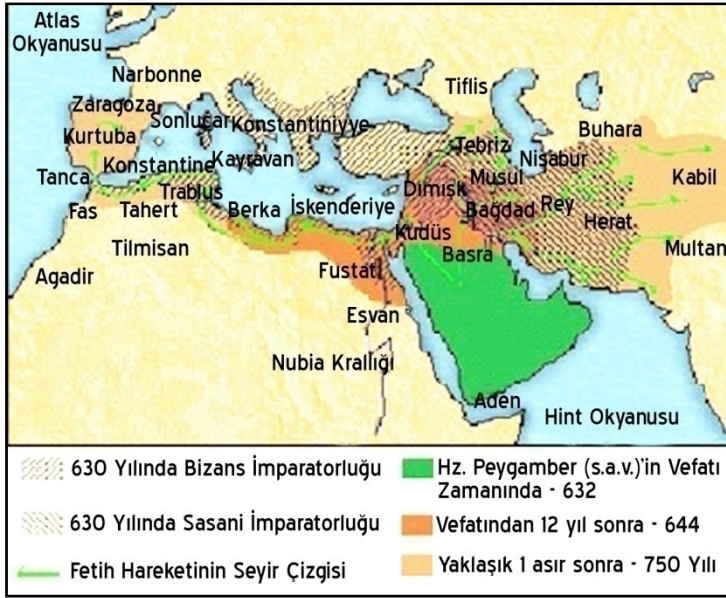 Atlas
Okyanusu
Narbonne
Tiflis
Zaragoza
Sonluçar
Konstantiniyye
Buhara
Kurtuba
Tebriz
Nisabur
Konstantine
Kayravan
Tanca
Trablus
Dımışk
Musul
Kabil
Fas
Tahert
Berka
İskenderiye
Bağdad
Rey
Herat
Tilmisan
Kudüs
Basra
Multan
Agadir
Fustat
Esvan
Nubia Krallığı
Aden
Hint Okyanusu
630 Yılında Bizans İmparatorluğu
630 Yılında Sasani İmparatorluğu
Fetih Hareketinin Seyir Çizgisi
Hz. Peygamber (s.a.v.)'in Vefatı
Zamanında - 632
Vefatından 12 yıl sonra - 644
Yaklaşık 1 asır sonra - 750 Yılı